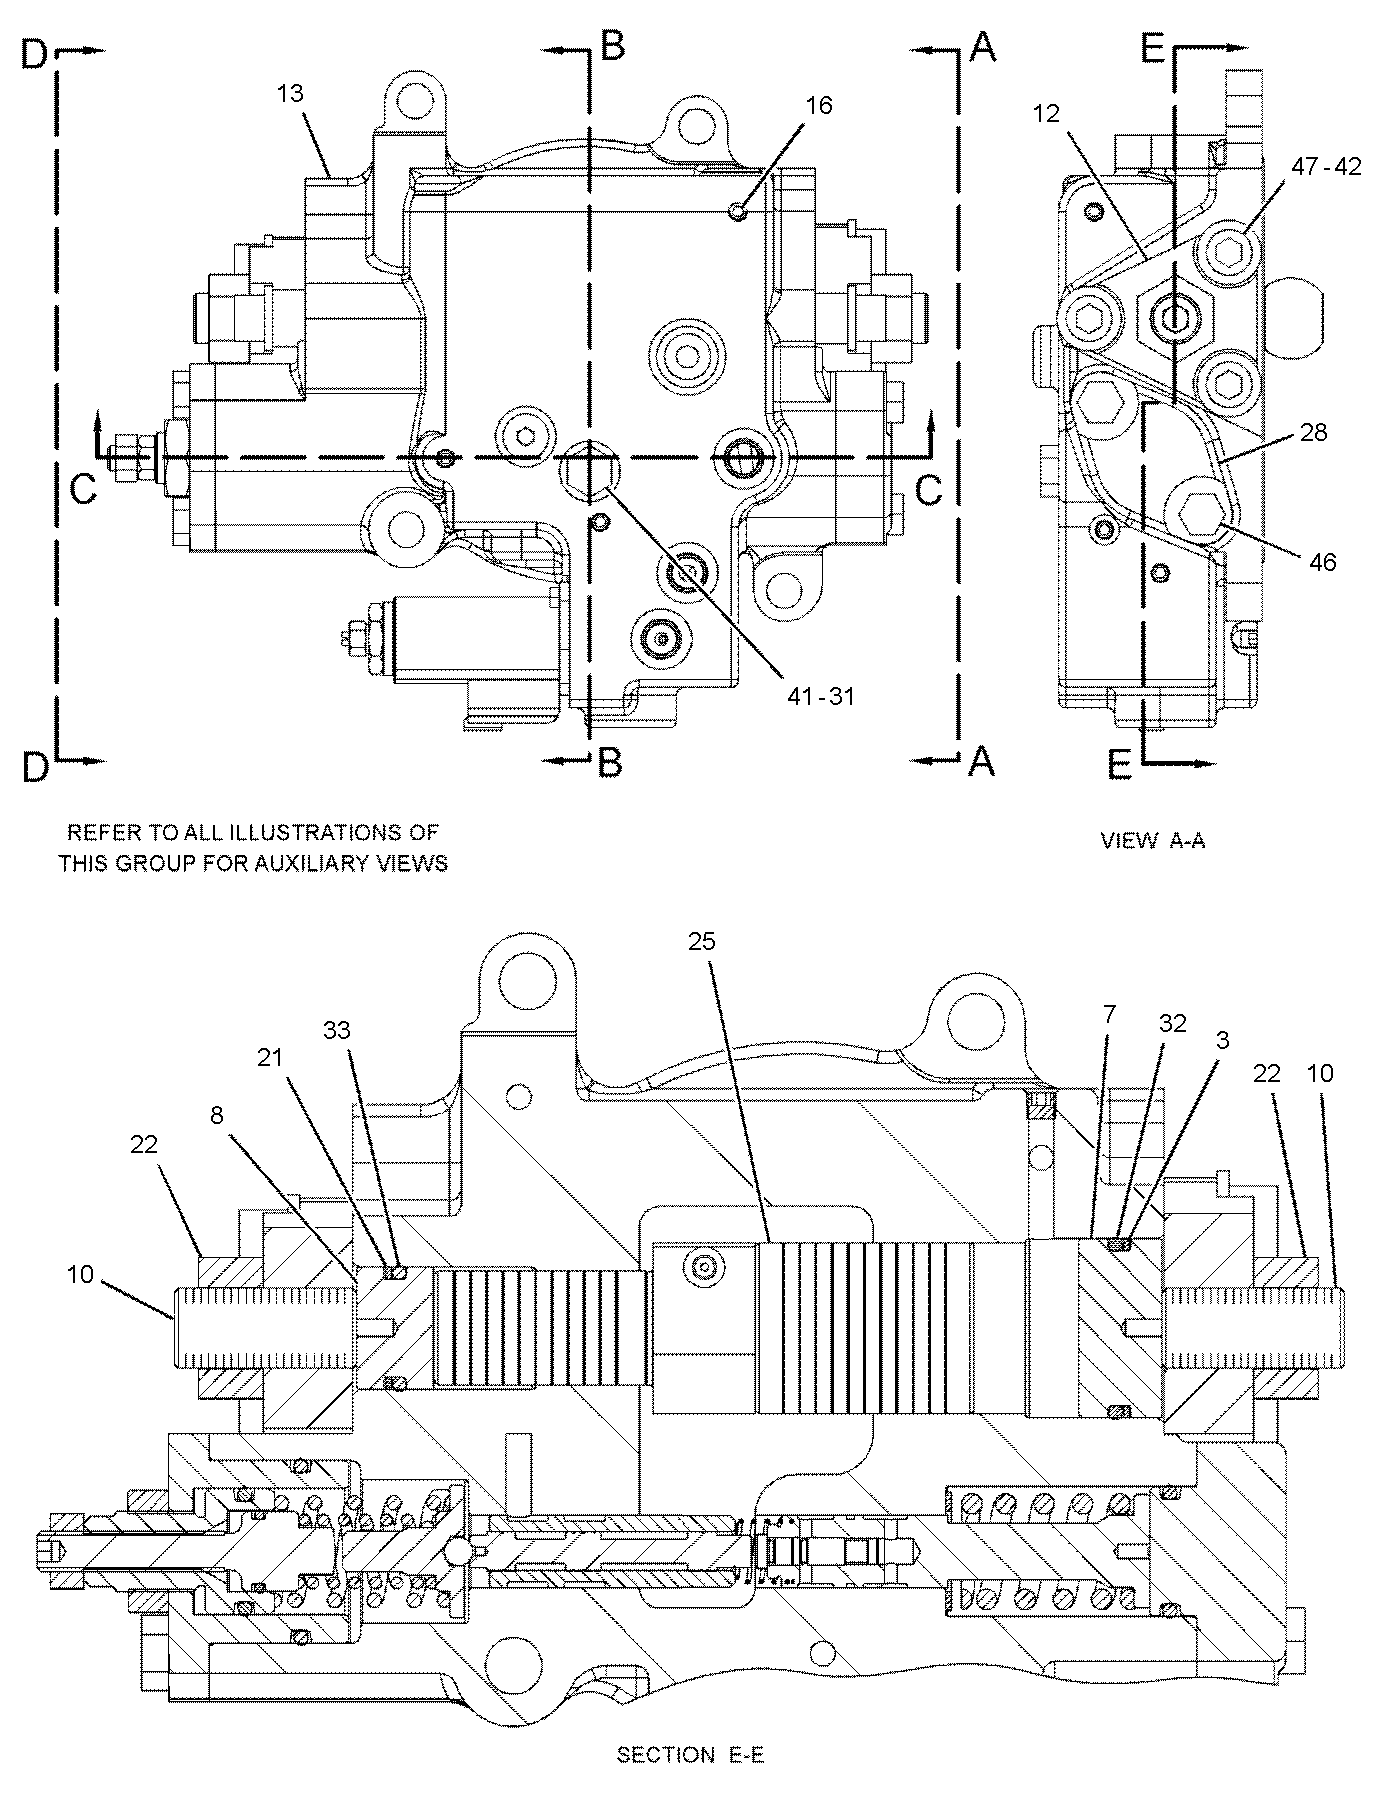 D B A E
13 16 12
47-42
C C
28
46
41-31
D B A E
REFER TO ALL ILLUSTRATIONS OF
THIS GROUP FOR AUXILIARY VIEWS
VIEW A-A
25
33 7 32 3
21 22 10
8
22
10
SECTION E-E